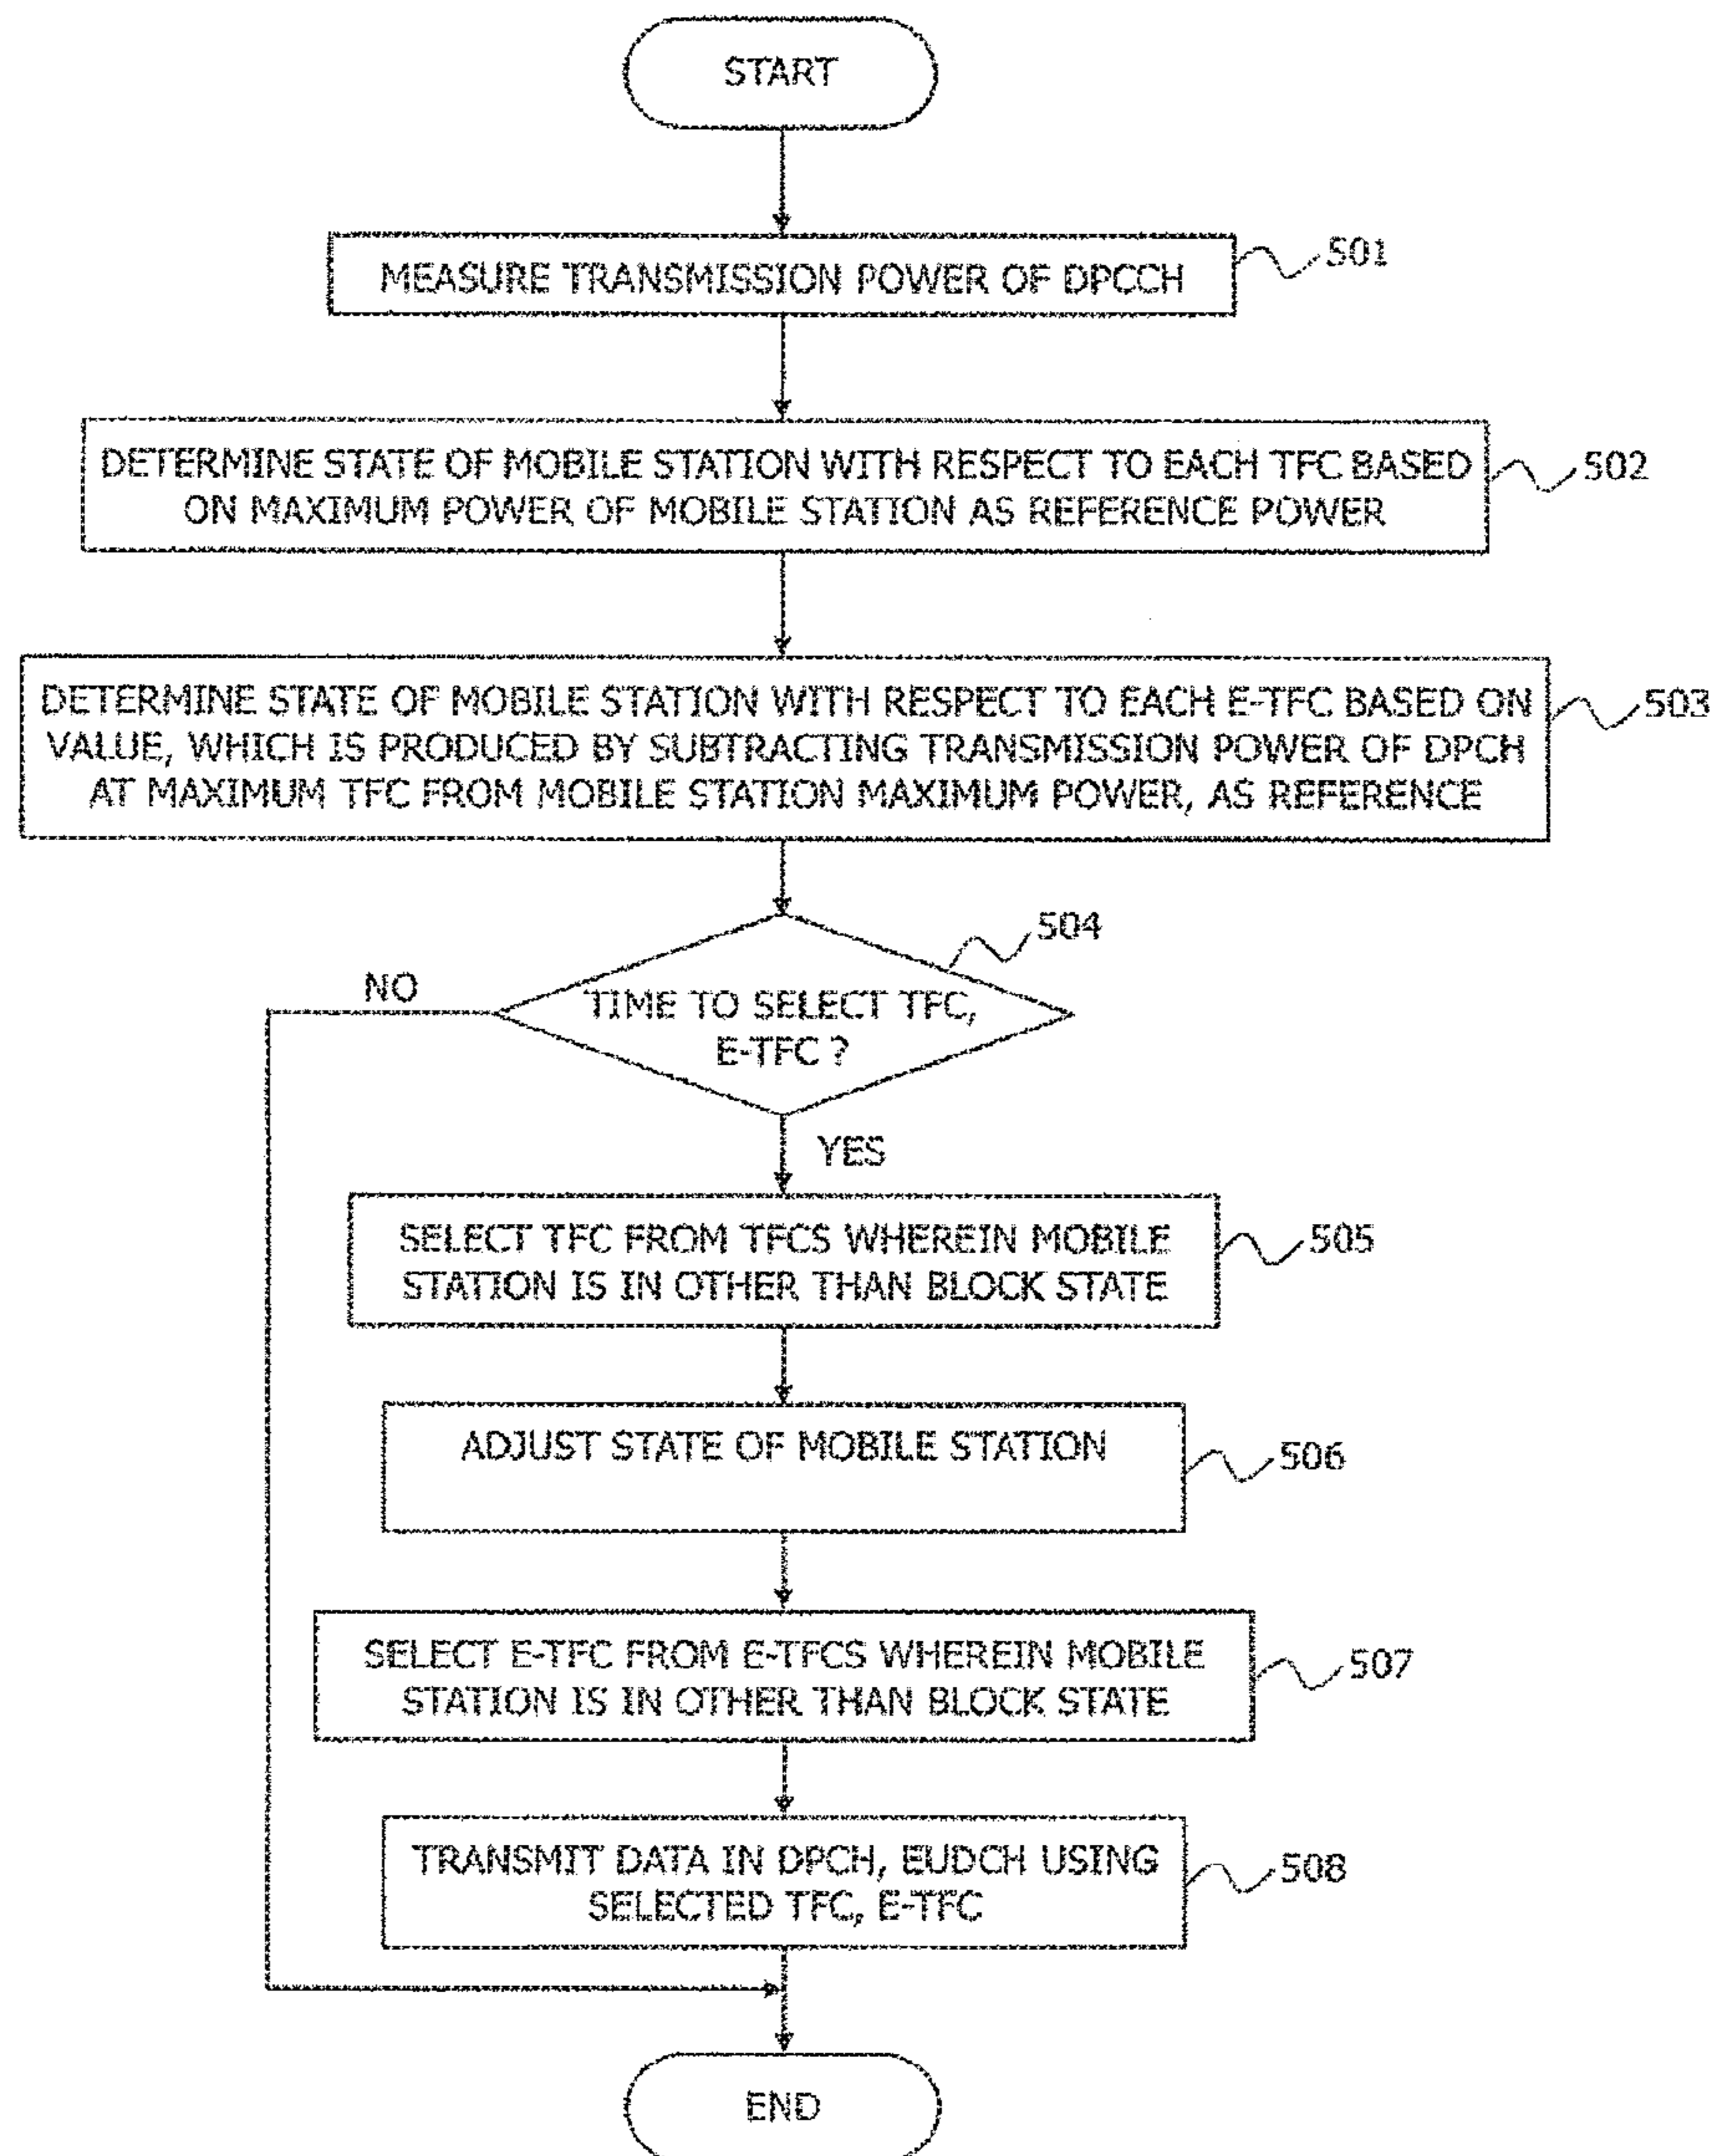 START
MEASURE TRANSMISSION POWER OF DPCCH
501
DETERMINE STATE OF MOBILE STATION WITH RESPECT TO EACH TFC BASED
ON MAXIMUM POWER OF MOBILE STATION AS REFERENCE POWER
502
DETERMINE STATE OF MOBILE STATION WITH RESPECT TO EACH E-TFC BASED ON
VALUE, WHICH IS PRODUCED BY SUBTRACTING TRANSMISSION POWER OF DPCH
AT MAXIMUM TFC FROM MOBILE STATION MAXIMUM POWER, AS REFERENCE
503
504
TIME TO SELECT TFC,
E-TFC ?
NO
YES
SELECT TFC FROM TFCS WHEREIN MOBILE
STATION IS IN OTHER THAN BLOCK STATE
505
ADJUST STATE OF MOBILE STATION
506
SELECT E-TFC FROM E-TFCS WHEREIN MOBILE
STATION IS IN OTHER THAN BLOCK STATE
507
TRANSMIT DATA IN DPCH, EUDCH USING
SELECTED TFC, E-TFC
508
END